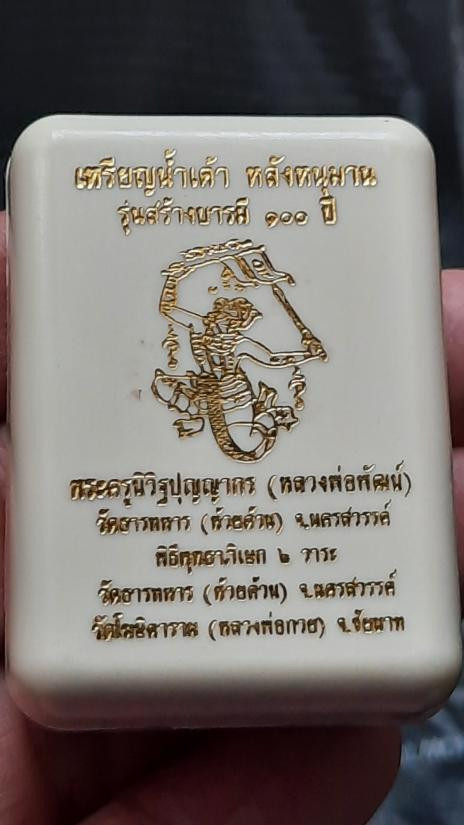 เหรียญน้ำเต้า หลังหนุมาน
รุ่นสร้างบารมี ๑๐๐ ปี
พระครูนิวิฐปุญญากร (หลวงพ่อพัฒน์)
วัดธารทหาร (ห้วยด้วน) จ.นครสวรรค์
พิธีพุทธาภิเษก ๒ วาระ
วัดธารทหาร (ห้วยด้วน) จ.นครสวรรค์
วัดโฆษิตาราม (หลวงพ่อกวย) จ.ชัยนาท